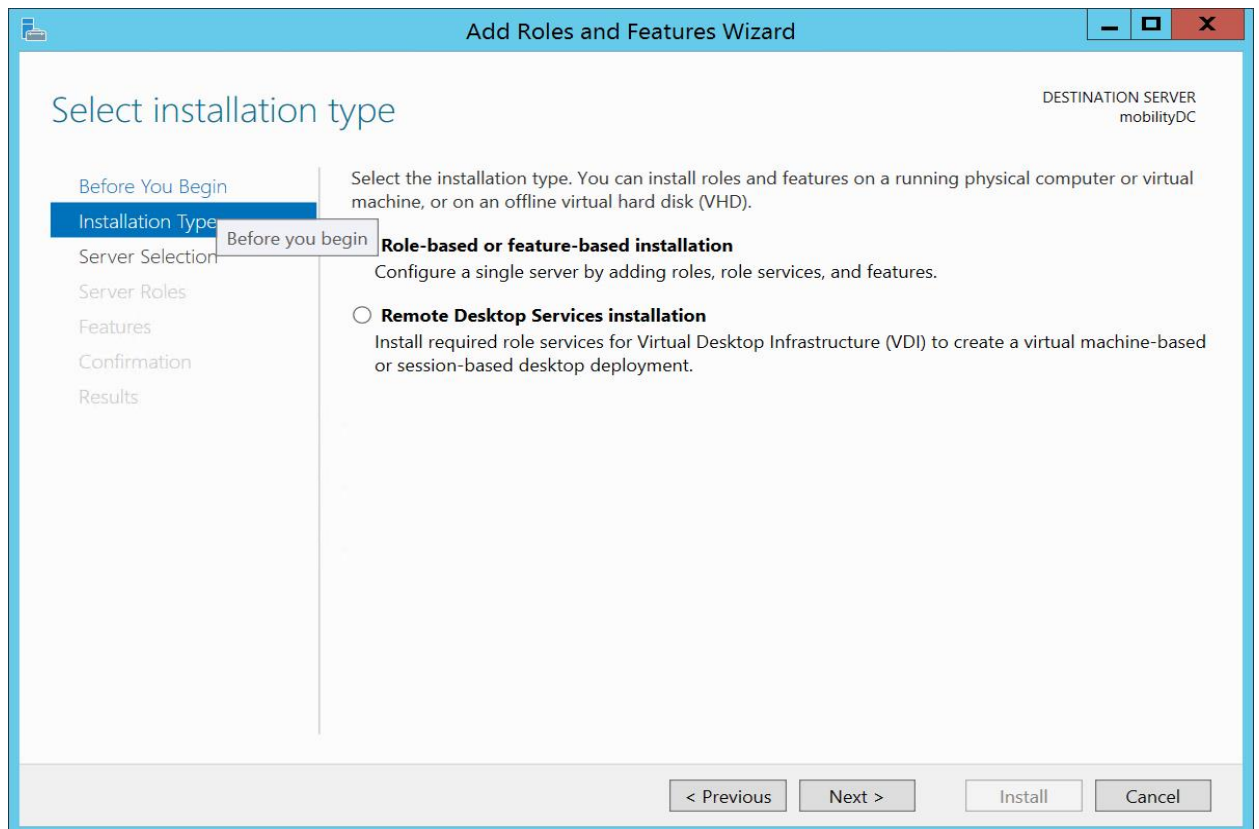 Add Roles and Features Wizard
X
Select installation type
DESTINATION SERVER
mobilityDC
Before You Begin
Installation Type
Before you begin
Server Selection
Server Roles
Features
Confirmation
Results
Select the installation type. You can install roles and features on a running physical computer or virtual
machine, or on an offline virtual hard disk (VHD).
Role-based or feature-based installation
Configure a single server by adding roles, role services, and features.
Remote Desktop Services installation
Install required role services for Virtual Desktop Infrastructure (VDI) to create a virtual machine-based
or session-based desktop deployment.
< Previous
Next >
Install
Cancel